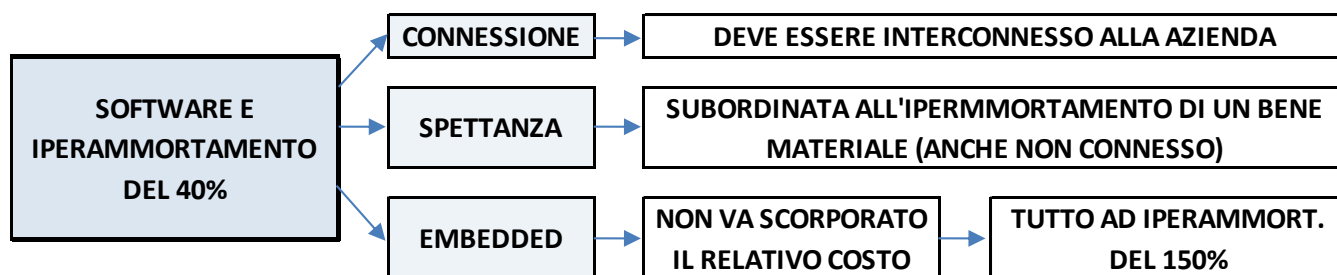 SOFTWARE E
IPERAMMORTAMENTO
DEL 40%
CONNESSIONE
DEVE ESSERE INTERCONNESSO ALLA AZIENDA
SPETTANZA
SUBORDINATA ALL'IPERMMORTAMENTO DI UN BENE
MATERIALE (ANCHE NON CONNESSO)
EMBEDDED
NON VA SCORPORATO
IL RELATIVO COSTO
TUTTO AD IPERAMMORT.
DEL 150%